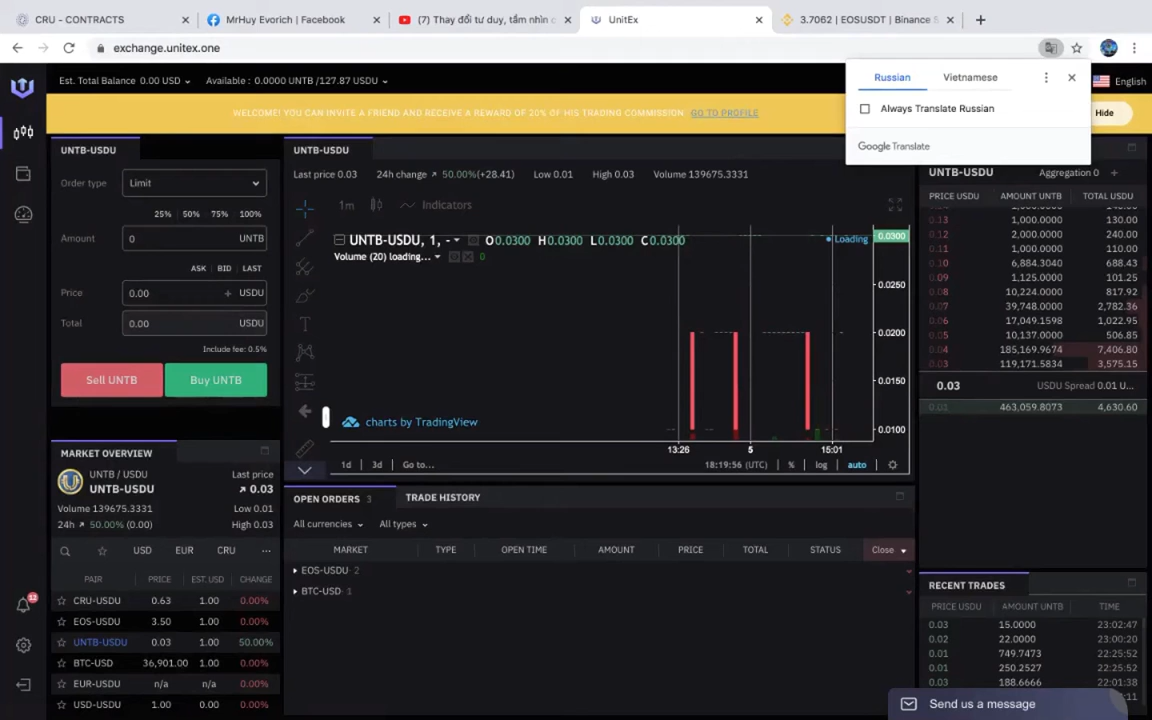 CRU - CONTRACTS
MrHuy Evorich | Facebook
(7) Thay đổi tư duy, tầm nhìn c
UnitEx
3.7062 | EOSUSDT | Binance S
exchange.unitex.one
Est. Total Balance 0.00 USD
Available : 0.0000 UNTB /127.87 USDU
English
Russian
Vietnamese
Always Translate Russian
Google Translate
WELCOME! YOU CAN INVITE A FRIEND AND RECEIVE A REWARD OF 20% OF HIS TRADING COMMISSION GO TO PROFILE
Hide
UNTB-USDU
Order type
Limit
25% 50% 75% 100%
Amount 0 UNTB
ASK BID LAST
Price 0.00 + USDU
Total 0.00 USDU
Include fee: 0.5%
Sell UNTB
Buy UNTB
UNTB-USDU
Last price 0.03
24h change ↗ 50.00%(+28.41)
Low 0.01
High 0.03
Volume 139675.3331
1m
Indicators
UNTB-USDU, 1, -
O0.0300 H0.0300 L0.0300 C0.0300
Loading
Volume (20) loading...
0
0.0300
0.0250
0.0200
0.0150
0.0100
charts by TradingView
13:26
5
15:01
1d 3d Go to...
18:19:56 (UTC) % log auto
UNTB-USDU
Aggregation 0 +
PRICE USDU AMOUNT UNTB TOTAL USDU
0.13 1,000.0000 130.00
0.12 2,000.0000 240.00
0.11 1,000.0000 110.00
0.10 6,884.3040 688.43
0.09 1,125.0000 101.25
0.08 10,224.0000 817.92
0.07 39,748.0000 2,782.36
0.06 17,049.1598 1,022.95
0.05 10,137.0000 506.85
0.04 185,169.9674 7,406.80
0.03 119,171.5834 3,575.15
0.03
USDU Spread 0.01 U...
0.01 463,059.8073 4,630.60
MARKET OVERVIEW
UNTB / USDU
Last price
UNTB-USDU
↗ 0.03
Volume 139675.3331
Low 0.01
24h ↗ 50.00% (0.00)
High 0.03
USD EUR CRU ...
PAIR PRICE EST. USD CHANGE
CRU-USDU 0.63 1.00 0.00%
EOS-USDU 3.50 1.00 0.00%
UNTB-USDU 0.03 1.00 50.00%
BTC-USD 36,901.00 1.00 0.00%
EUR-USDU n/a n/a 0.00%
USD-USDU 1.00 0.00 0.00%
12
OPEN ORDERS 3
TRADE HISTORY
All currencies
All types
MARKET TYPE OPEN TIME AMOUNT PRICE TOTAL STATUS Close
EOS-USDU 2
BTC-USD 1
RECENT TRADES
PRICE USDU AMOUNT UNTB TIME
0.03 15.0000 23:02:47
0.02 22.0000 23:00:20
0.01 749.7473 22:25:52
0.01 250.2527 22:25:52
0.03 188.6666 22:01:38
Send us a message